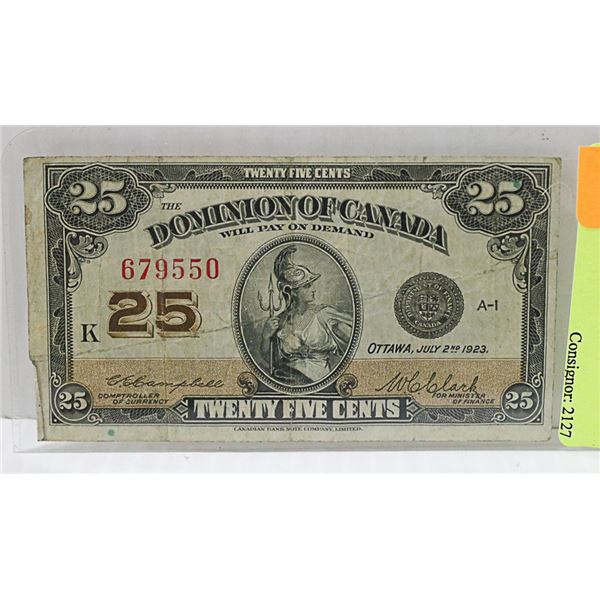 TWENTY FIVE CENTS
25 25
THE
DOMINION OF CANADA
WILL PAY ON DEMAND
679550
K 25
A-1
OTTAWA, JULY 2ND 1923.
C E Campbell
COMPTROLLER
OF CURRENCY
W C Clark
FOR MINISTER
OF FINANCE
25 TWENTY FIVE CENTS 25
CANADIAN BANK NOTE COMPANY, LIMITED.
Consignor: 2127